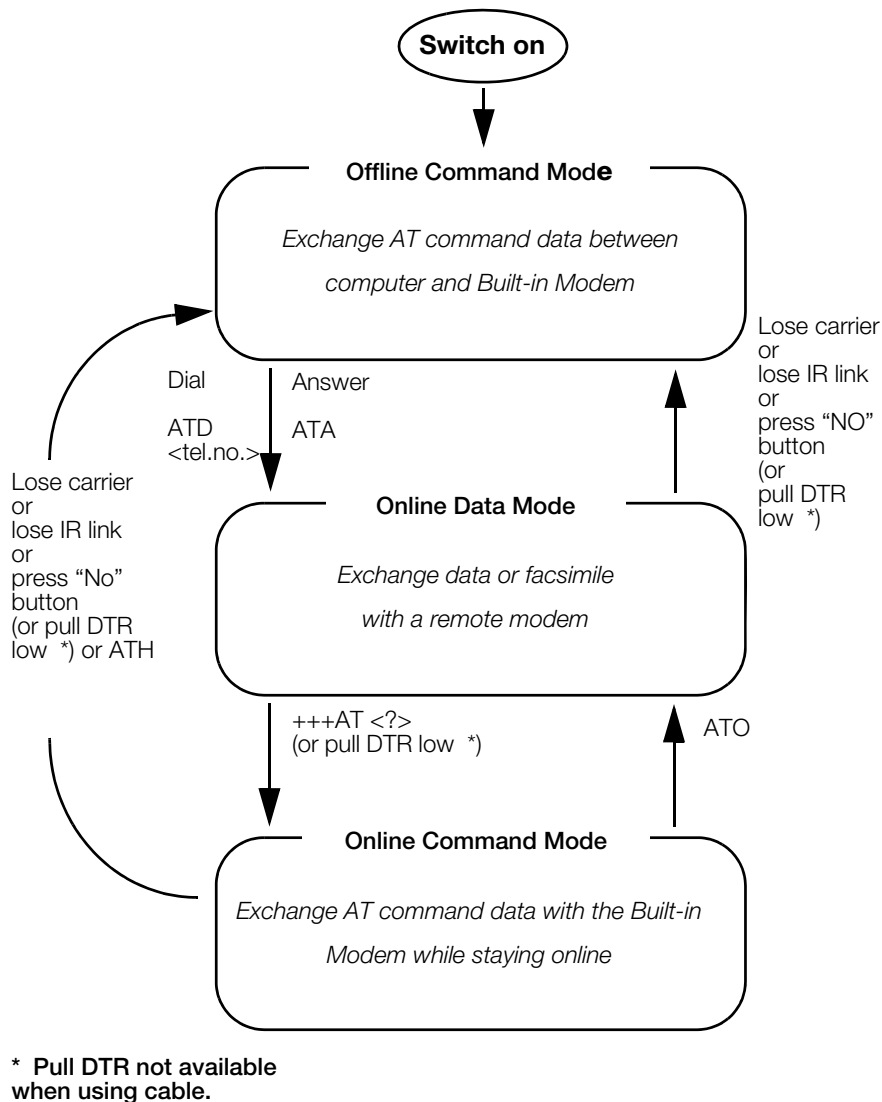 Switch on
Offline Command Mode
Exchange AT command data between
computer and Built-in Modem
Lose carrier
or
lose IR link
or
press “NO”
button
(or
pull DTR
low *)
Dial
ATD
<tel.no.>
Answer
ATA
Lose carrier
or
lose IR link
or
press “No”
button
(or pull DTR
low *) or ATH
Online Data Mode
Exchange data or facsimile
with a remote modem
+++AT <?>
(or pull DTR low *)
ATO
Online Command Mode
Exchange AT command data with the Built-in
Modem while staying online
* Pull DTR not available
when using cable.